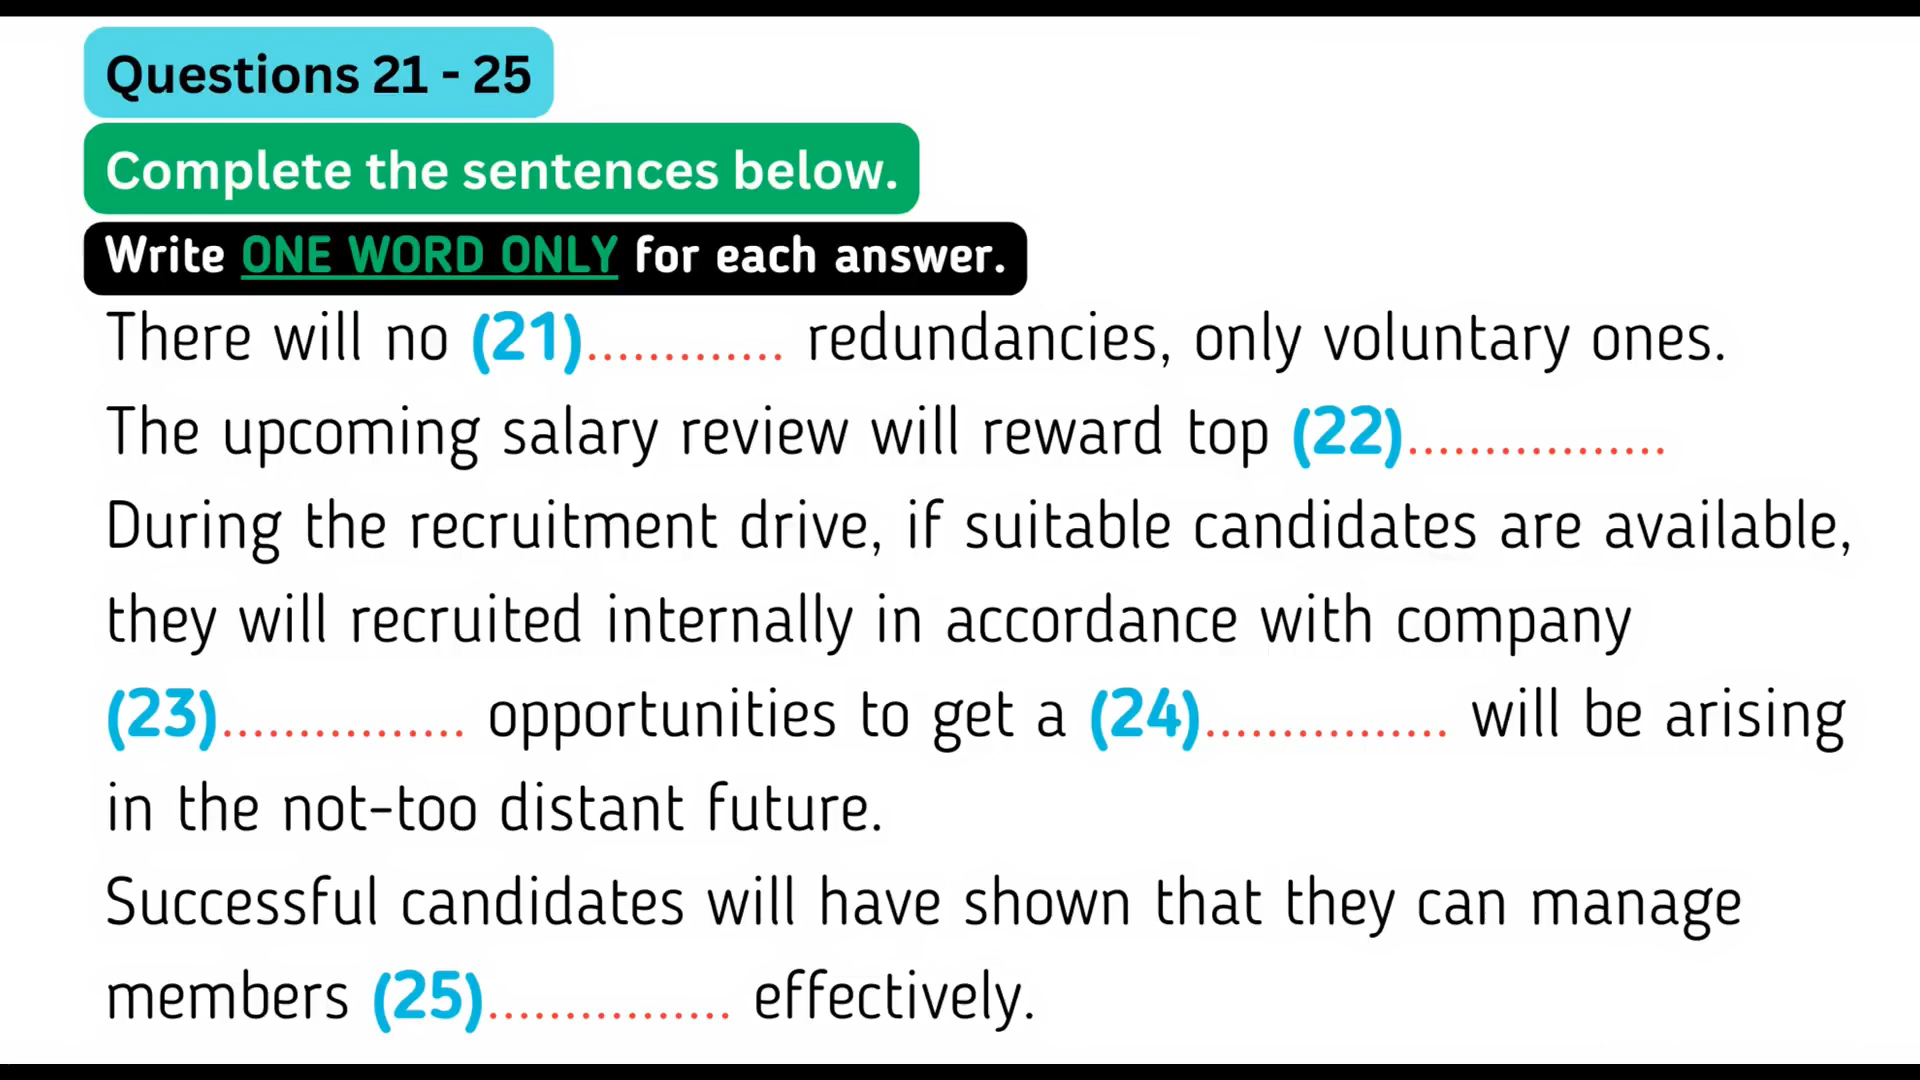 Questions 21 - 25
Complete the sentences below.
Write ONE WORD ONLY for each answer.
There will no (21)............. redundancies, only voluntary ones.
The upcoming salary review will reward top (22).................
During the recruitment drive, if suitable candidates are available,
they will recruited internally in accordance with company
(23)................ opportunities to get a (24)................ will be arising
in the not-too distant future.
Successful candidates will have shown that they can manage
members (25)................ effectively.